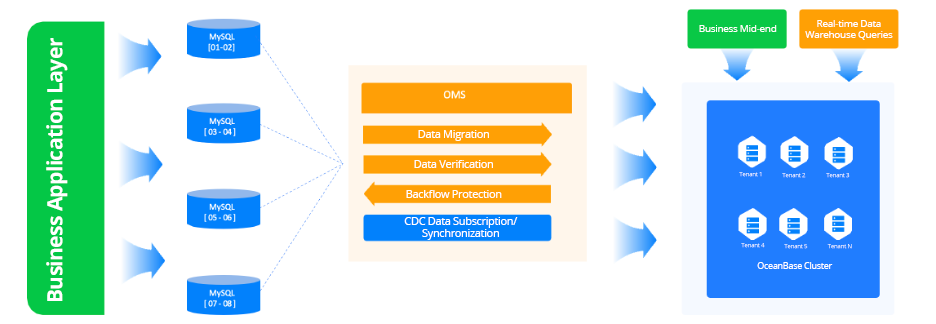 Business Application Layer
MySQL
[01-02]
MySQL
[ 03 - 04 ]
MySQL
[ 05 - 06 ]
MySQL
[ 07 - 08 ]
OMS
Data Migration
Data Verification
Backflow Protection
CDC Data Subscription/
Synchronization
Business Mid-end
Real-time Data
Warehouse Queries
Tenant 1
Tenant 2
Tenant 3
Tenant 4
Tenant 5
Tenant N
OceanBase Cluster